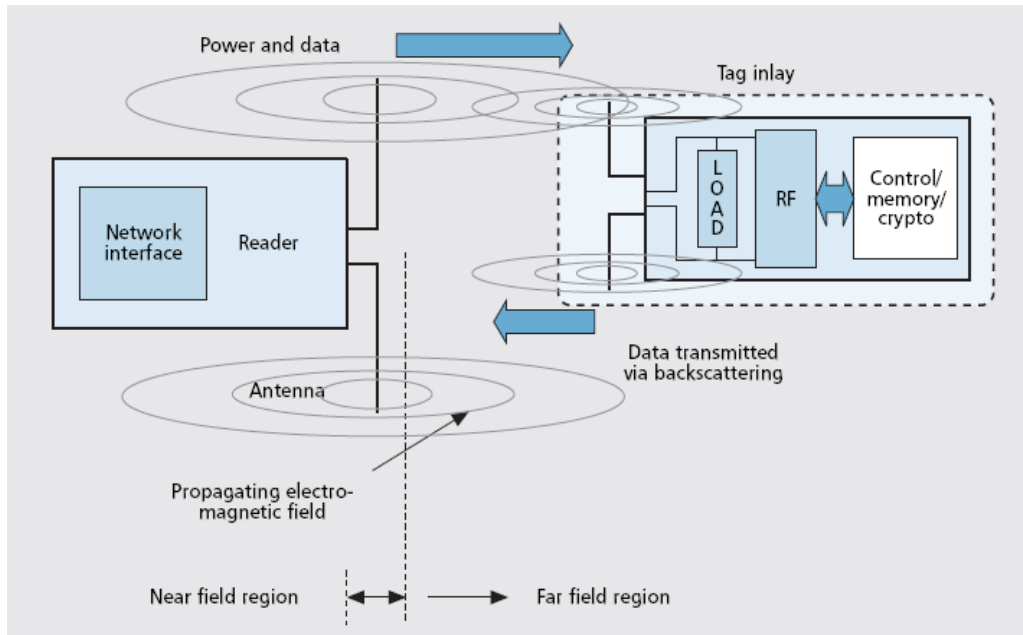 Power and data
Tag inlay
Network
interface
Reader
L
O
A
D
RF
Control/
memory/
crypto
Data transmitted
via backscattering
Antenna
Propagating electro-
magnetic field
Near field region
Far field region